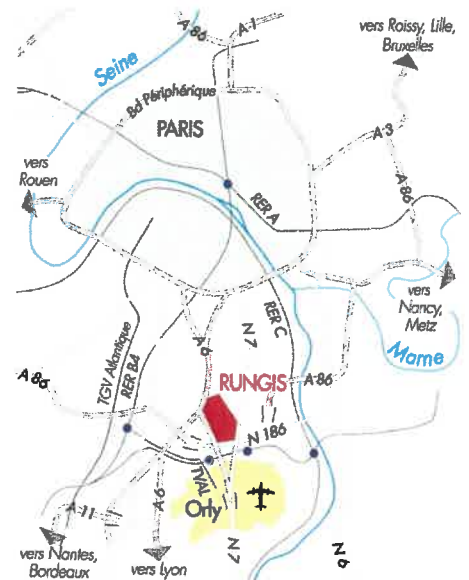 A 86
A 1
vers Roissy, Lille,
Bruxelles
Seine
Bd Périphérique
PARIS
A 3
A 86
vers
Rouen
RER A
vers
Nancy,
Metz
RER C
N 7
A 6
Marne
TGV Atlantique
RER B4
A 86
RUNGIS
A 86
N 186
VAL
Orly
A 11
A 6
N 7
N 6
vers Nantes,
Bordeaux
vers Lyon